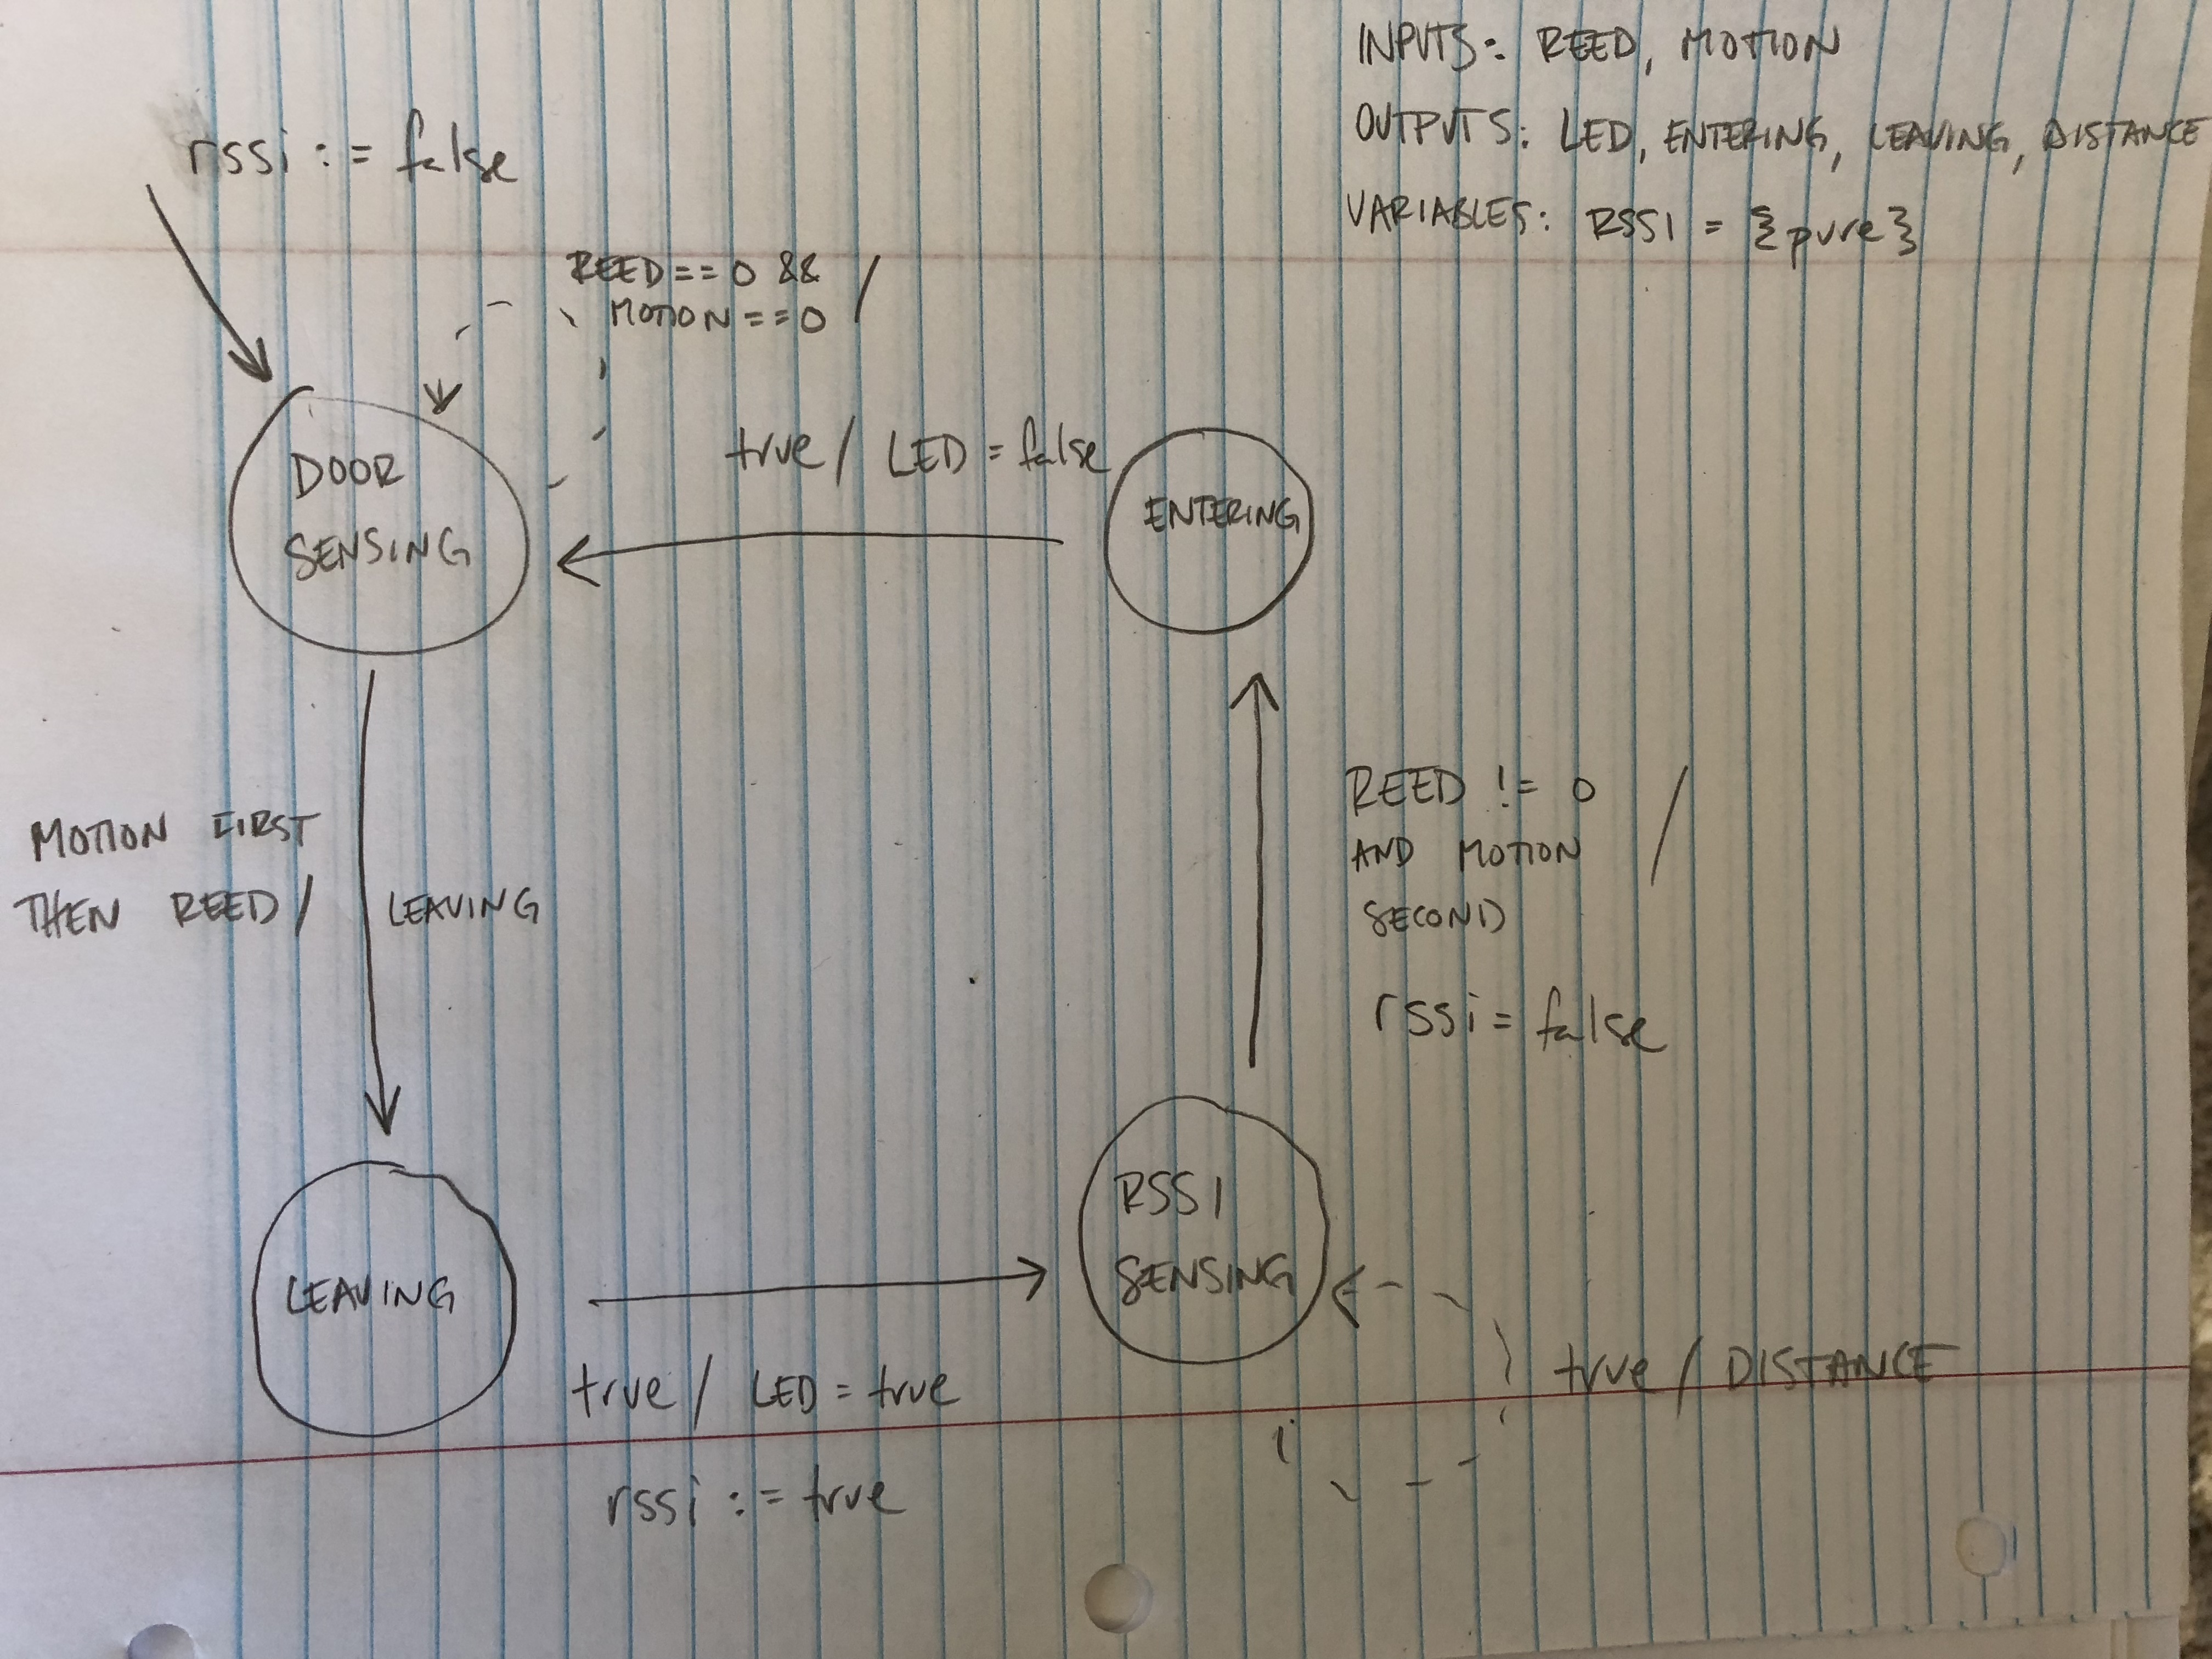 INPUTS: REED, MOTION
OUTPUTS: LED, ENTERING, LEAVING, DISTANCE
VARIABLES: RSSI = {pure}
rssi := false
REED == 0 && /
MOTION == 0
DOOR
SENSING
true / LED = false
ENTERING
MOTION FIRST
THEN REED / LEAVING
REED != 0 /
AND MOTION
SECOND
rssi = false
LEAVING
true / LED = true
rssi := true
RSSI
SENSING
true / DISTANCE